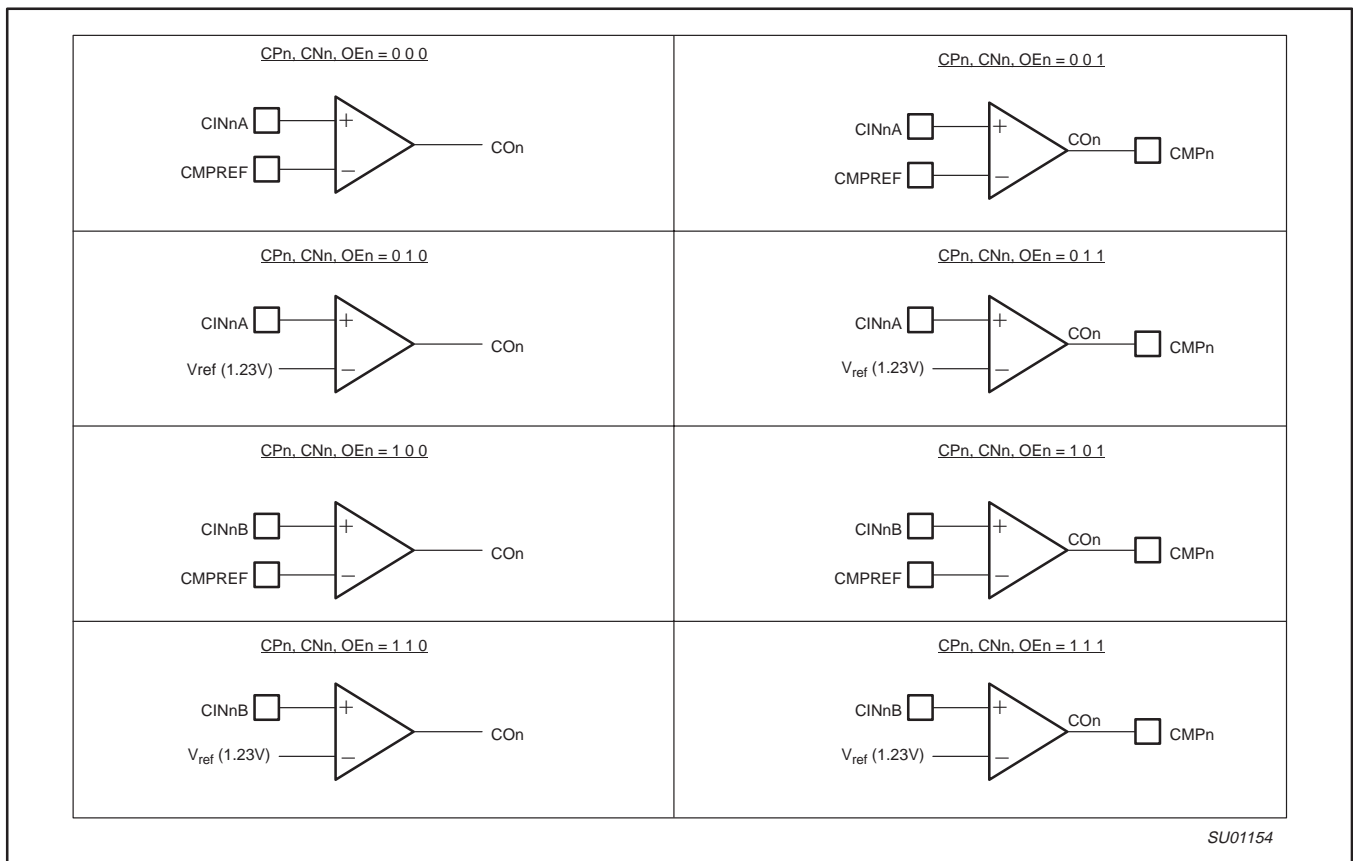 CPn, CNn, OEn = 0 0 0
CINnA
+
COn
CMPREF
–
CPn, CNn, OEn = 0 0 1
CINnA
+
COn
CMPn
CMPREF
–
CPn, CNn, OEn = 0 1 0
CINnA
+
COn
Vref (1.23V)
–
CPn, CNn, OEn = 0 1 1
CINnA
+
COn
CMPn
Vref (1.23V)
–
CPn, CNn, OEn = 1 0 0
CINnB
+
COn
CMPREF
–
CPn, CNn, OEn = 1 0 1
CINnB
+
COn
CMPn
CMPREF
–
CPn, CNn, OEn = 1 1 0
CINnB
+
COn
Vref (1.23V)
–
CPn, CNn, OEn = 1 1 1
CINnB
+
COn
CMPn
Vref (1.23V)
–
SU01154